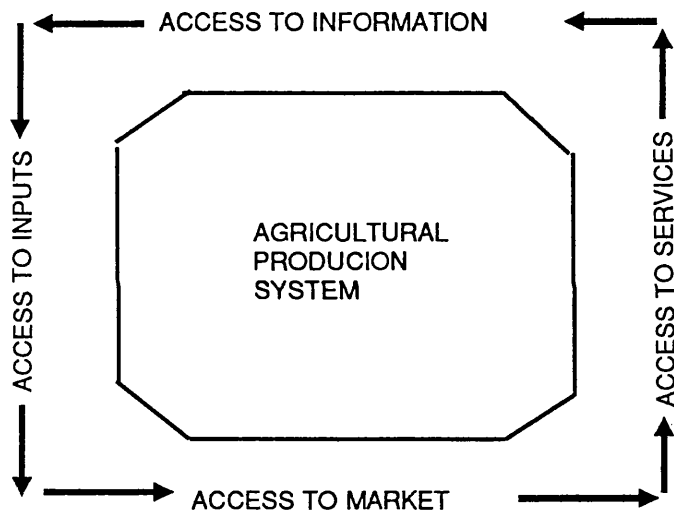 ACCESS TO INFORMATION
ACCESS TO INPUTS
AGRICULTURAL
PRODUCION
SYSTEM
ACCESS TO SERVICES
ACCESS TO MARKET